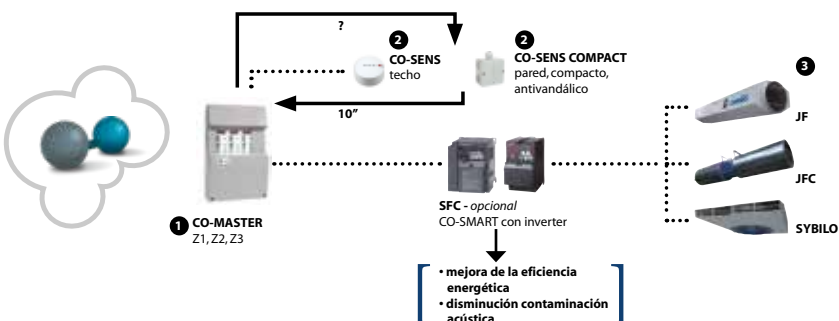 ?
2
CO-SENS
techo
2
CO-SENS COMPACT
pared, compacto,
antivandálico
10"
3
JF
JFC
SYBILO
1 CO-MASTER
Z1, Z2, Z3
SFC - opcional
CO-SMART con inverter
• mejora de la eficiencia
energética
• disminución contaminación
acústica